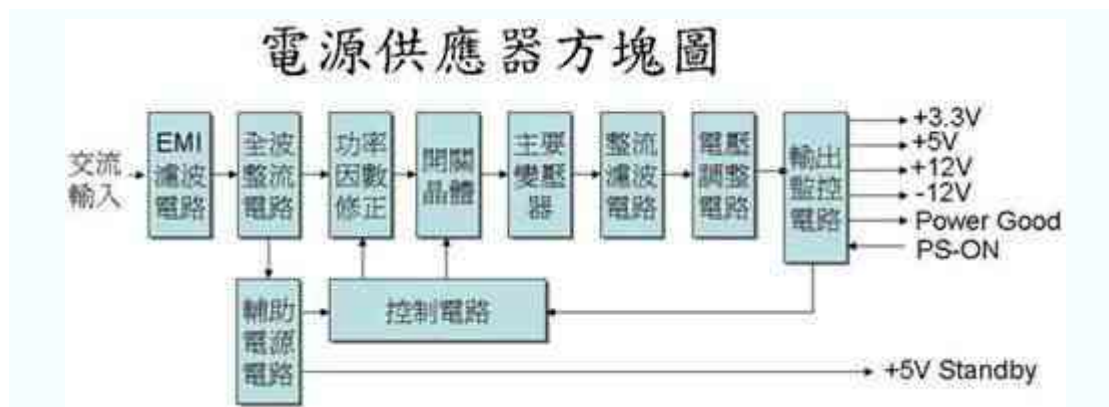 電源供應器方塊圖
交流
輸入
EMI
濾波
電路
全波
整流
電路
功率
因數
修正
開關
晶體
主要
變壓
器
整流
濾波
電路
電壓
調整
電路
輸出
監控
電路
+3.3V
+5V
+12V
-12V
Power Good
PS-ON
輔助
電源
電路
控制電路
+5V Standby